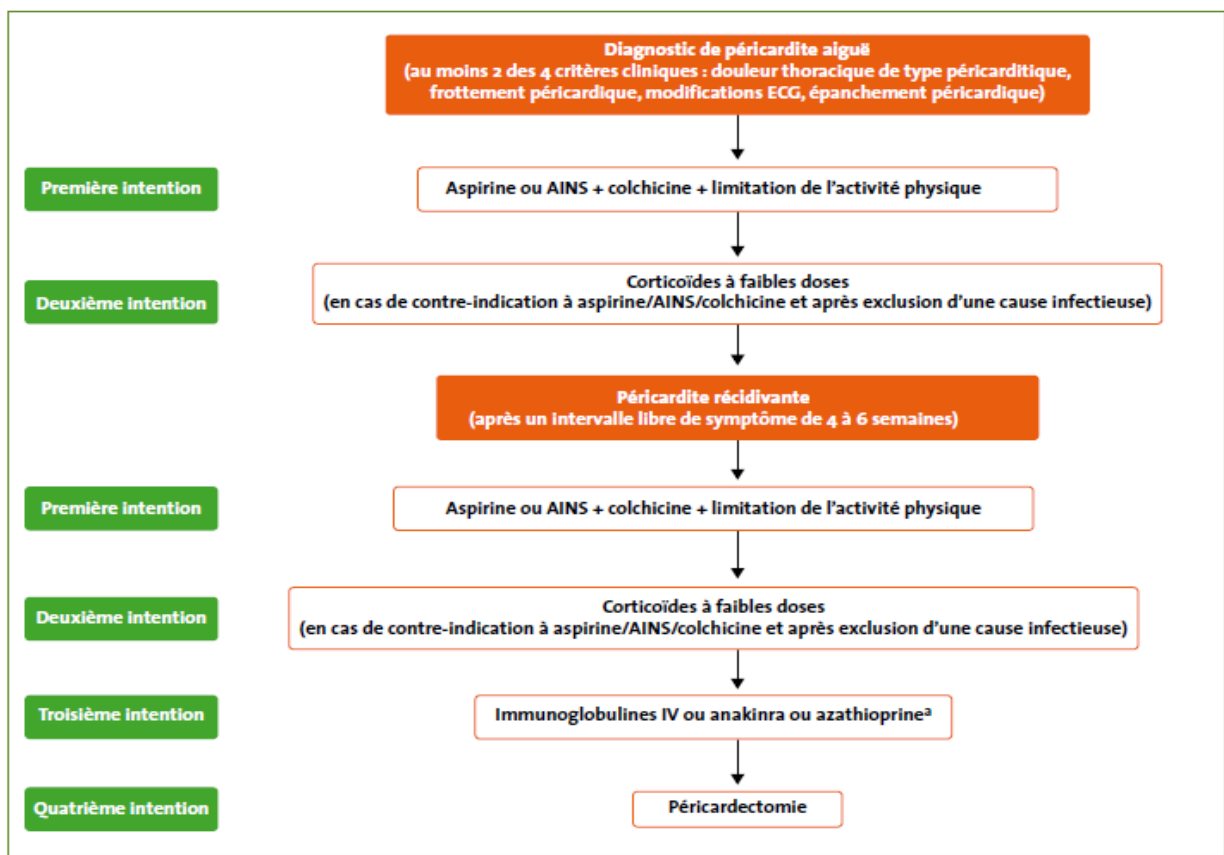 Diagnostic de péricardite aiguë
(au moins 2 des 4 critères cliniques : douleur thoracique de type péricarditique,
frottement péricardique, modifications ECG, épanchement péricardique)
Première intention
Aspirine ou AINS + colchicine + limitation de l'activité physique
Deuxième intention
Corticoïdes à faibles doses
(en cas de contre-indication à aspirine/AINS/colchicine et après exclusion d'une cause infectieuse)
Péricardite récidivante
(après un intervalle libre de symptôme de 4 à 6 semaines)
Première intention
Aspirine ou AINS + colchicine + limitation de l'activité physique
Deuxième intention
Corticoïdes à faibles doses
(en cas de contre-indication à aspirine/AINS/colchicine et après exclusion d'une cause infectieuse)
Troisième intention
Immunoglobulines IV ou anakinra ou azathioprineᵃ
Quatrième intention
Péricardectomie